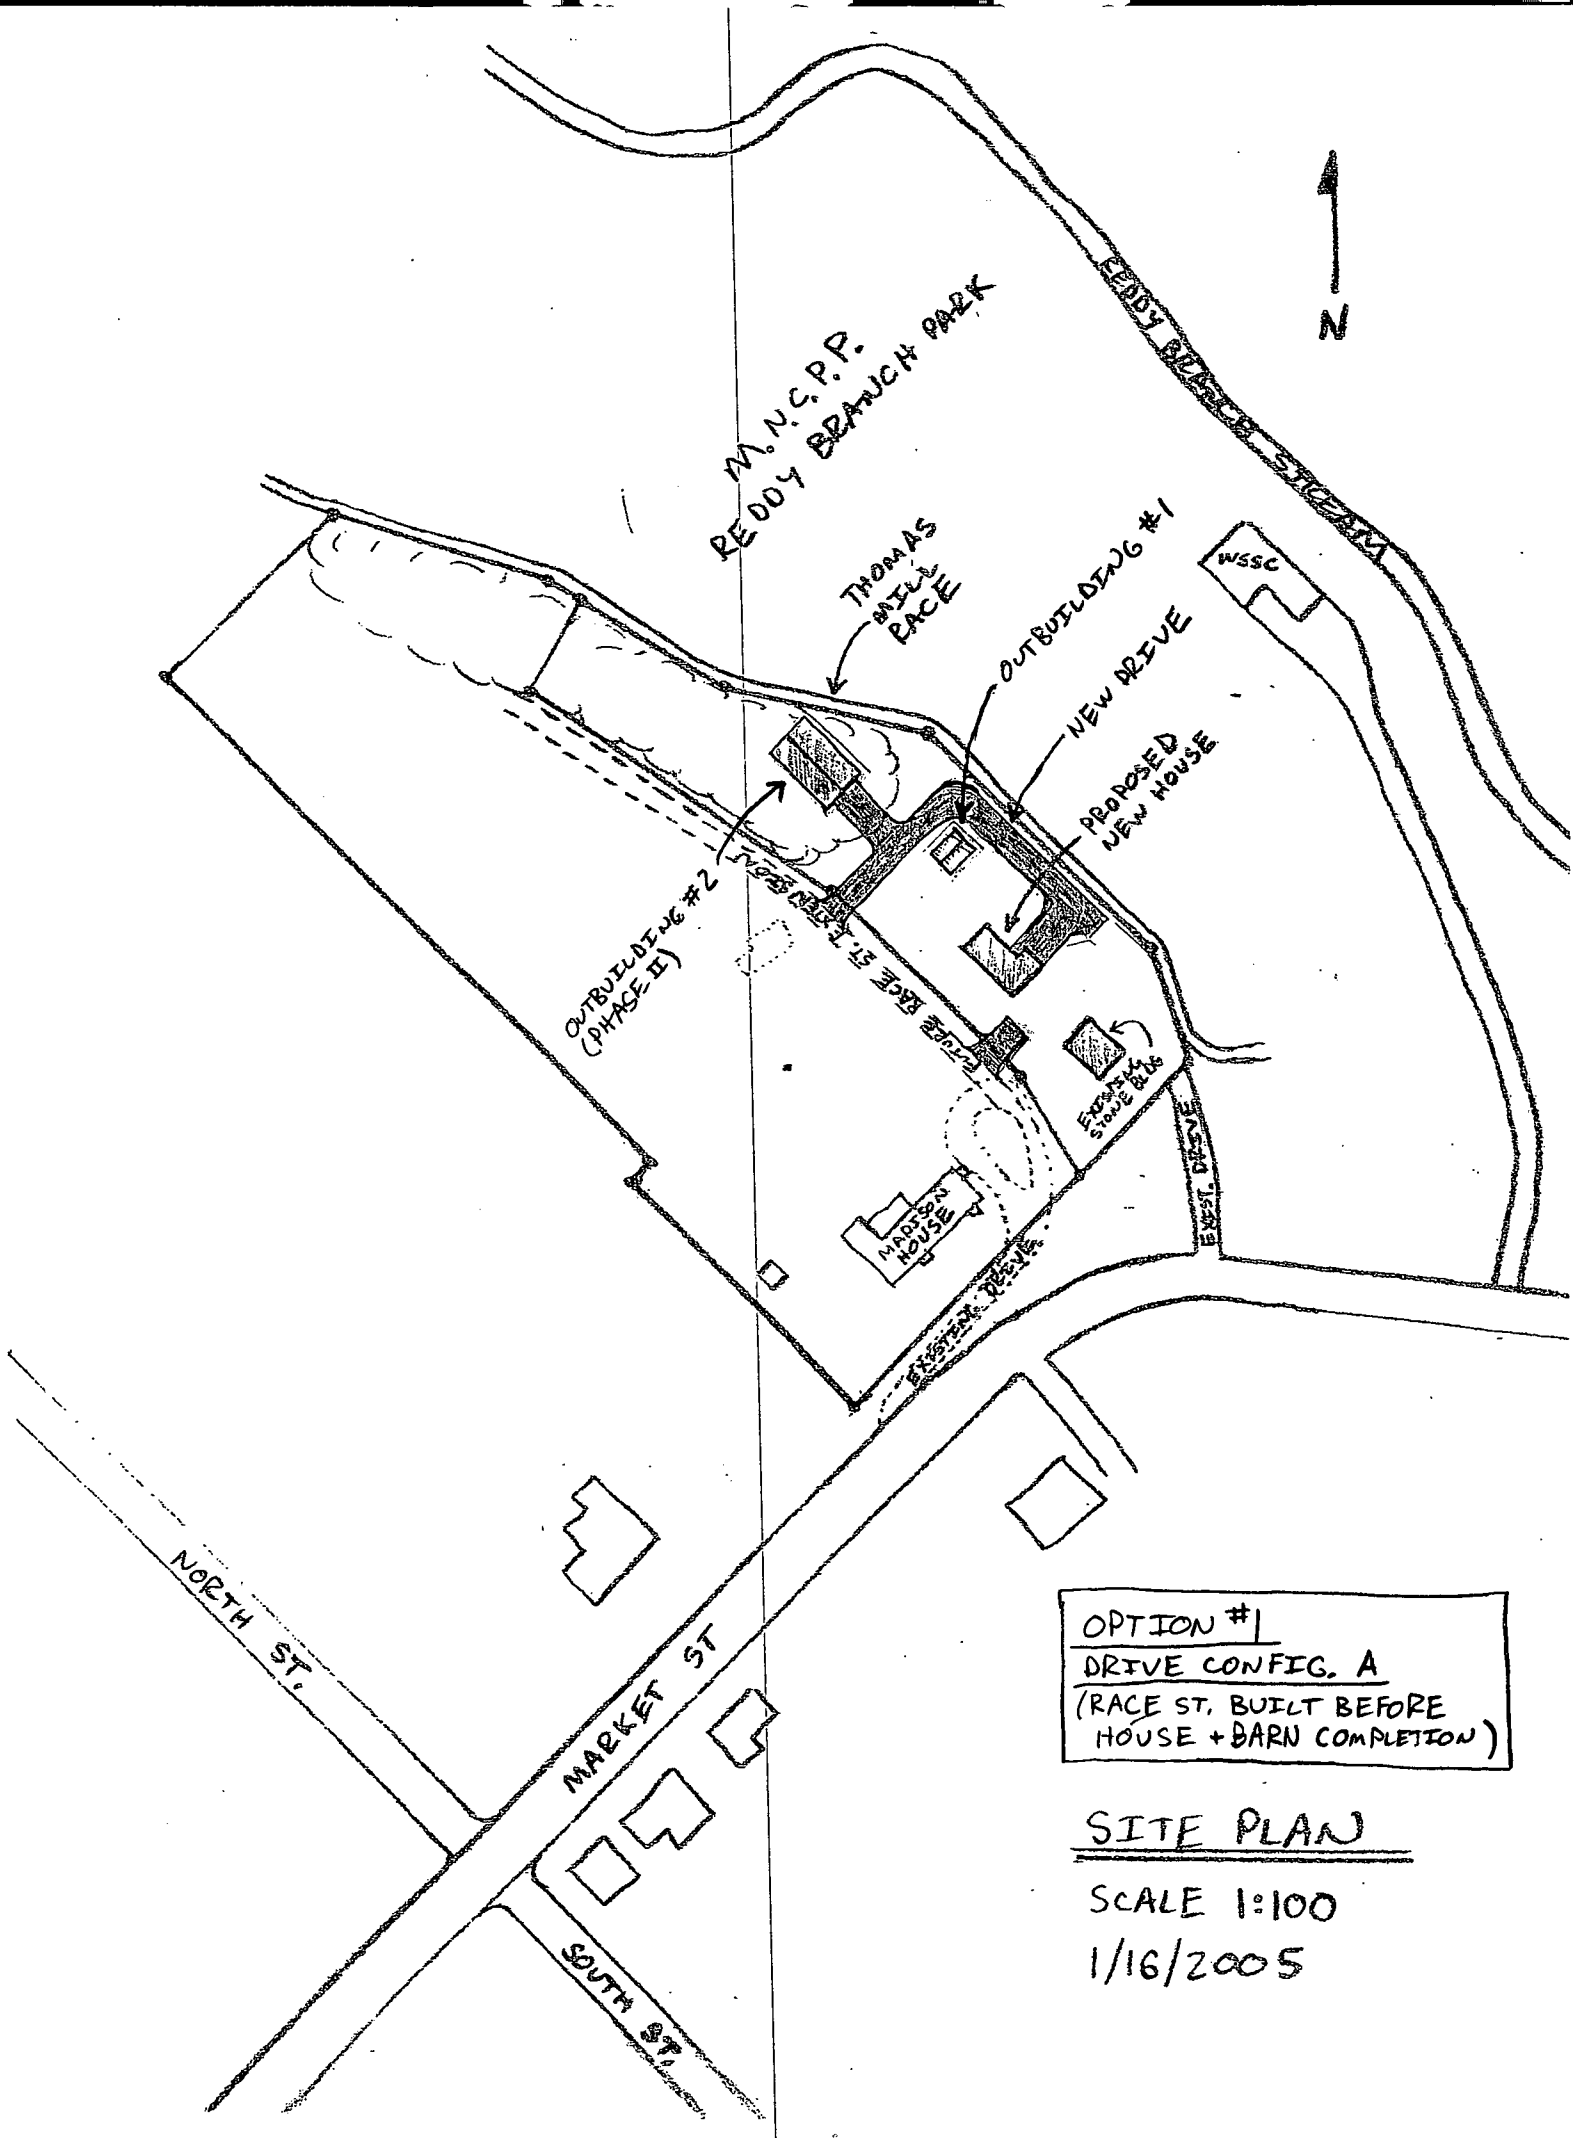 N
REDDY BRANCH STREAM
M.N.C.P.P.
REDDY BRANCH PARK
WSSC
THOMAS
MILL
RACE
OUTBUILDING #1
NEW DRIVE
PROPOSED
NEW HOUSE
OUTBUILDING #2
(PHASE II)
FUTURE RACE ST. EXTENSION
EXISTING
STONE BLDG
EXIST. DRIVE
MADISON
HOUSE
EXISTING DRIVE
NORTH ST.
MARKET ST
SOUTH ST.
OPTION #1
DRIVE CONFIG. A
(RACE ST. BUILT BEFORE
HOUSE + BARN COMPLETION)
SITE PLAN
SCALE 1:100
1/16/2005